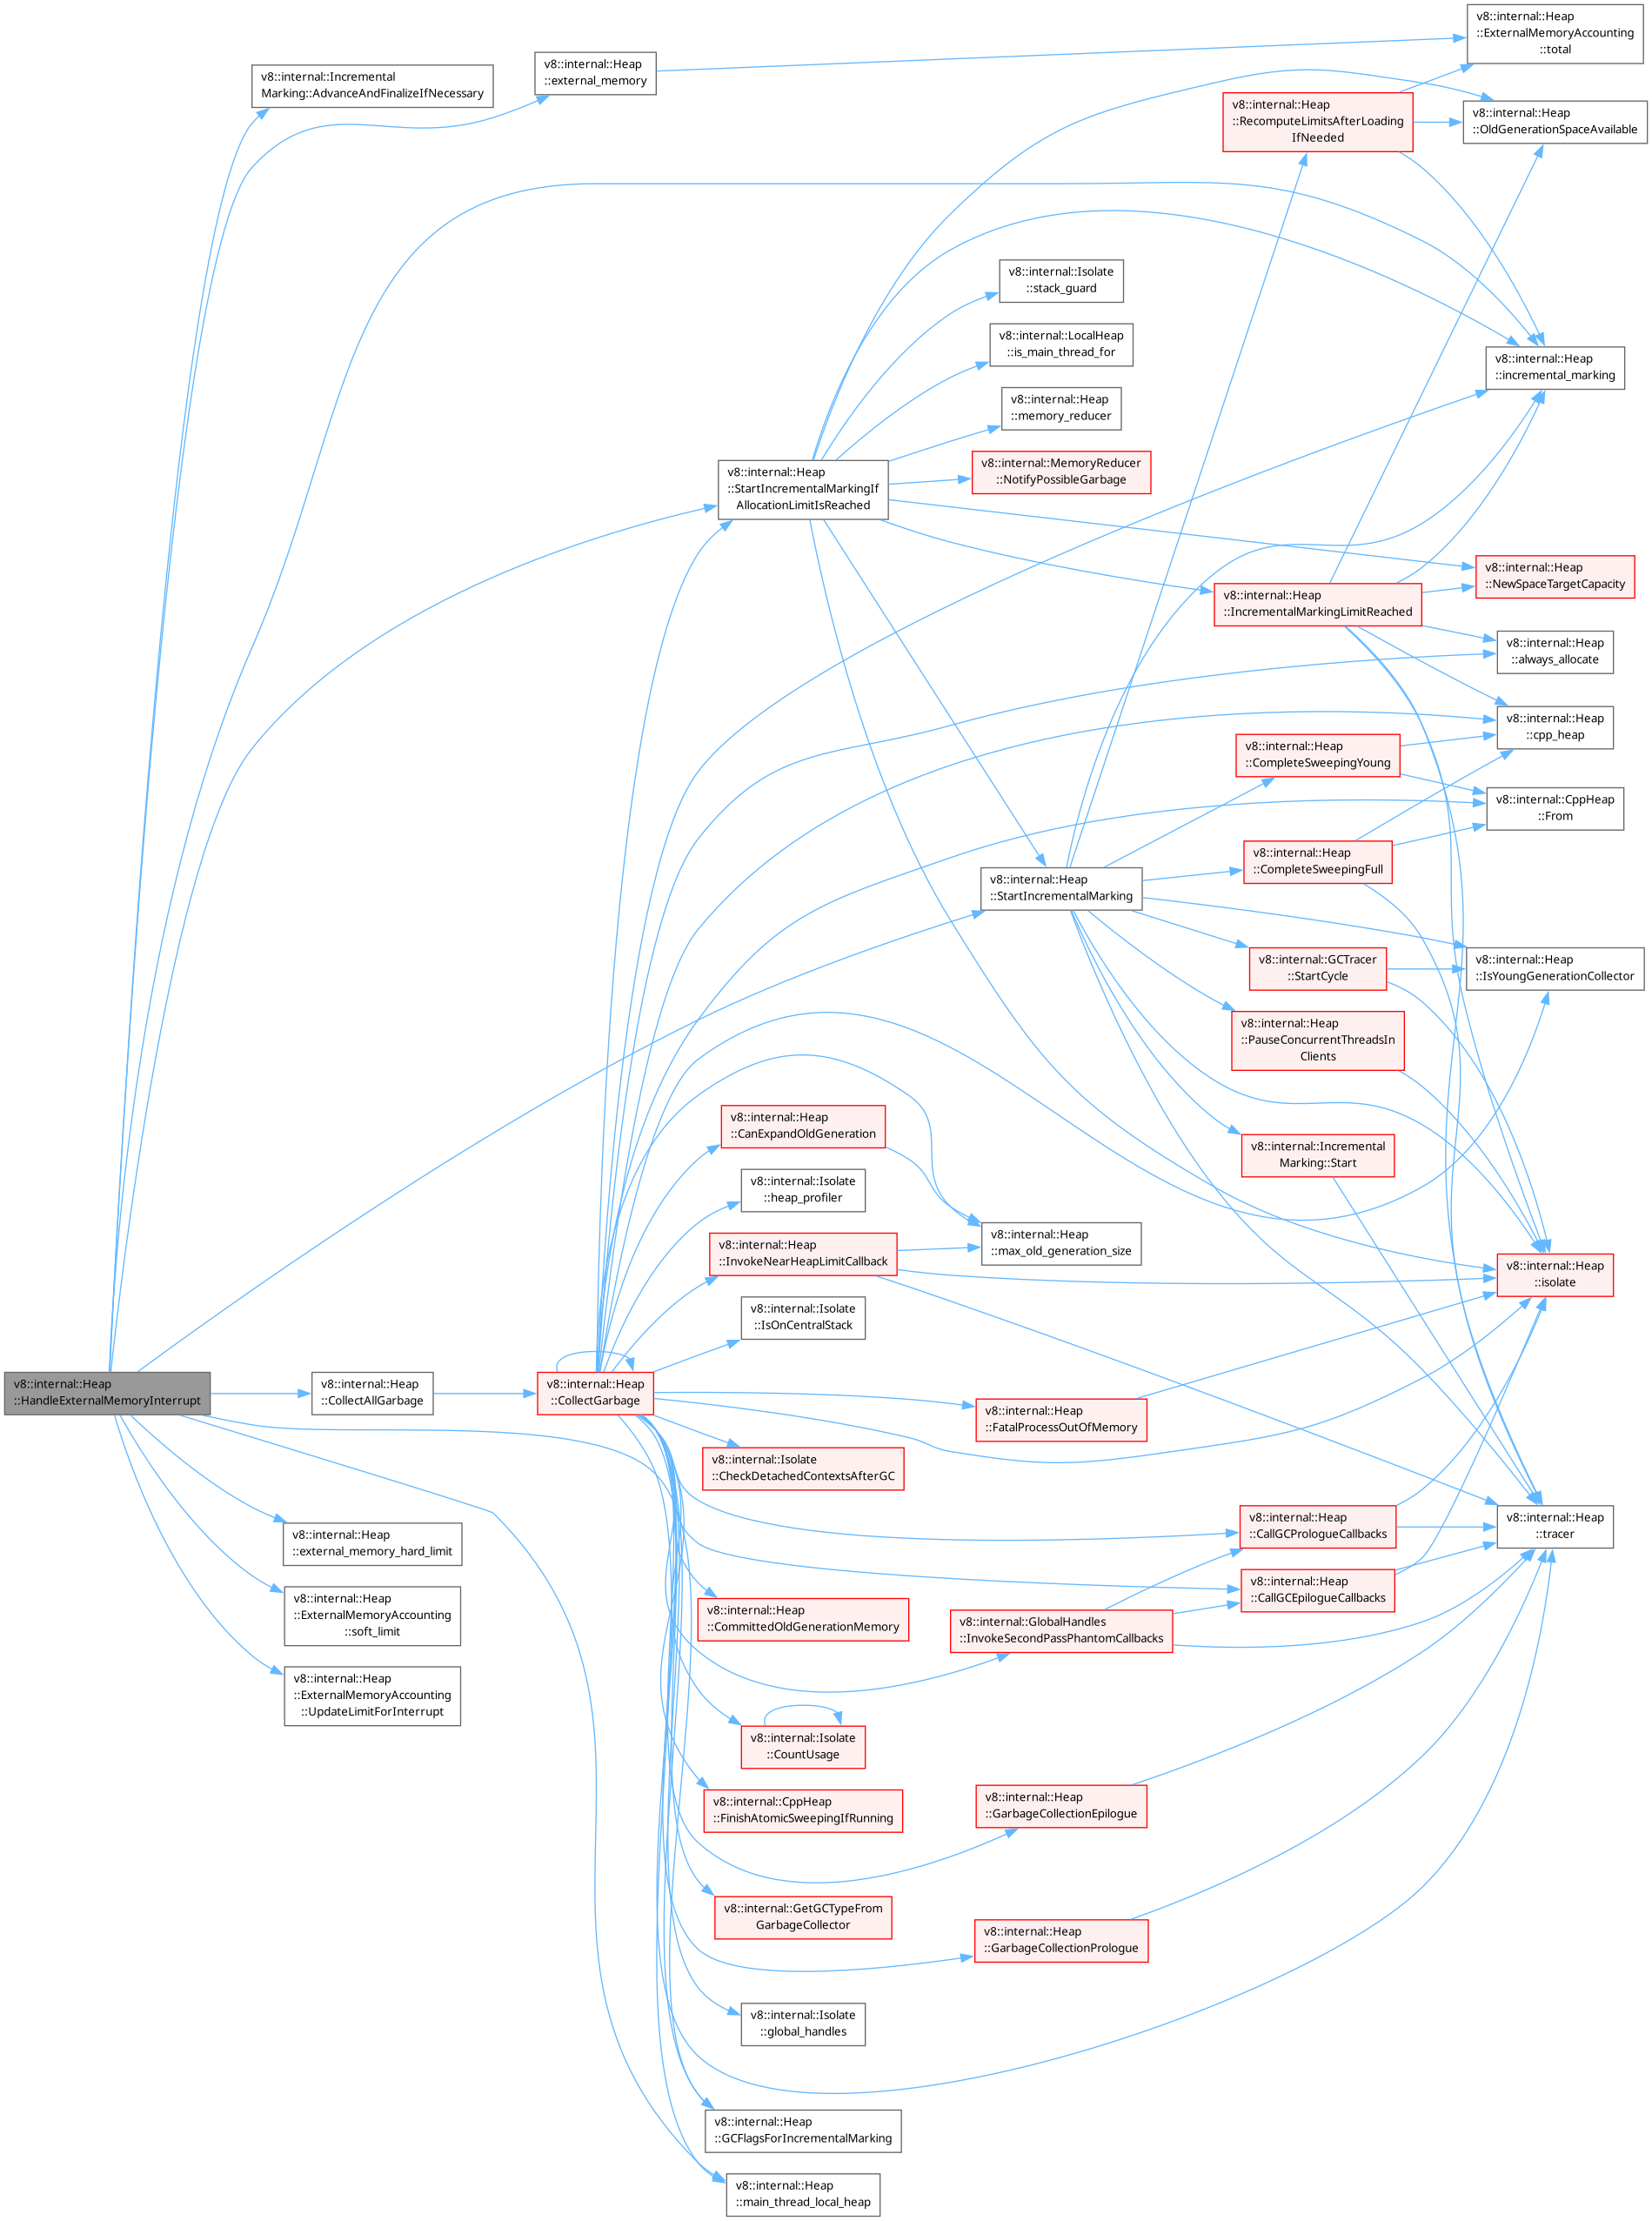 v8::internal::Heap
::HandleExternalMemoryInterrupt
v8::internal::Incremental
Marking::AdvanceAndFinalizeIfNecessary
v8::internal::Heap
::CollectAllGarbage
v8::internal::Heap
::external_memory_hard_limit
v8::internal::Heap
::ExternalMemoryAccounting
::soft_limit
v8::internal::Heap
::ExternalMemoryAccounting
::UpdateLimitForInterrupt
v8::internal::Heap
::external_memory
v8::internal::Heap
::CollectGarbage
v8::internal::Heap
::StartIncrementalMarkingIf
AllocationLimitIsReached
v8::internal::Heap
::CanExpandOldGeneration
v8::internal::Isolate
::heap_profiler
v8::internal::Heap
::InvokeNearHeapLimitCallback
v8::internal::Isolate
::IsOnCentralStack
v8::internal::Isolate
::CheckDetachedContextsAfterGC
v8::internal::Heap
::CommittedOldGenerationMemory
v8::internal::Isolate
::CountUsage
v8::internal::CppHeap
::FinishAtomicSweepingIfRunning
v8::internal::GetGCTypeFrom
GarbageCollector
v8::internal::Isolate
::global_handles
v8::internal::Heap
::GCFlagsForIncrementalMarking
v8::internal::Heap
::main_thread_local_heap
v8::internal::Isolate
::stack_guard
v8::internal::LocalHeap
::is_main_thread_for
v8::internal::Heap
::memory_reducer
v8::internal::MemoryReducer
::NotifyPossibleGarbage
v8::internal::Heap
::StartIncrementalMarking
v8::internal::Heap
::max_old_generation_size
v8::internal::Heap
::FatalProcessOutOfMemory
v8::internal::GlobalHandles
::InvokeSecondPassPhantomCallbacks
v8::internal::Heap
::GarbageCollectionEpilogue
v8::internal::Heap
::GarbageCollectionPrologue
v8::internal::Heap
::RecomputeLimitsAfterLoading
IfNeeded
v8::internal::Heap
::IncrementalMarkingLimitReached
v8::internal::Heap
::CompleteSweepingYoung
v8::internal::Heap
::CompleteSweepingFull
v8::internal::GCTracer
::StartCycle
v8::internal::Heap
::PauseConcurrentThreadsIn
Clients
v8::internal::Incremental
Marking::Start
v8::internal::Heap
::CallGCPrologueCallbacks
v8::internal::Heap
::CallGCEpilogueCallbacks
v8::internal::Heap
::ExternalMemoryAccounting
::total
v8::internal::Heap
::OldGenerationSpaceAvailable
v8::internal::Heap
::incremental_marking
v8::internal::Heap
::NewSpaceTargetCapacity
v8::internal::Heap
::always_allocate
v8::internal::Heap
::cpp_heap
v8::internal::CppHeap
::From
v8::internal::Heap
::IsYoungGenerationCollector
v8::internal::Heap
::isolate
v8::internal::Heap
::tracer